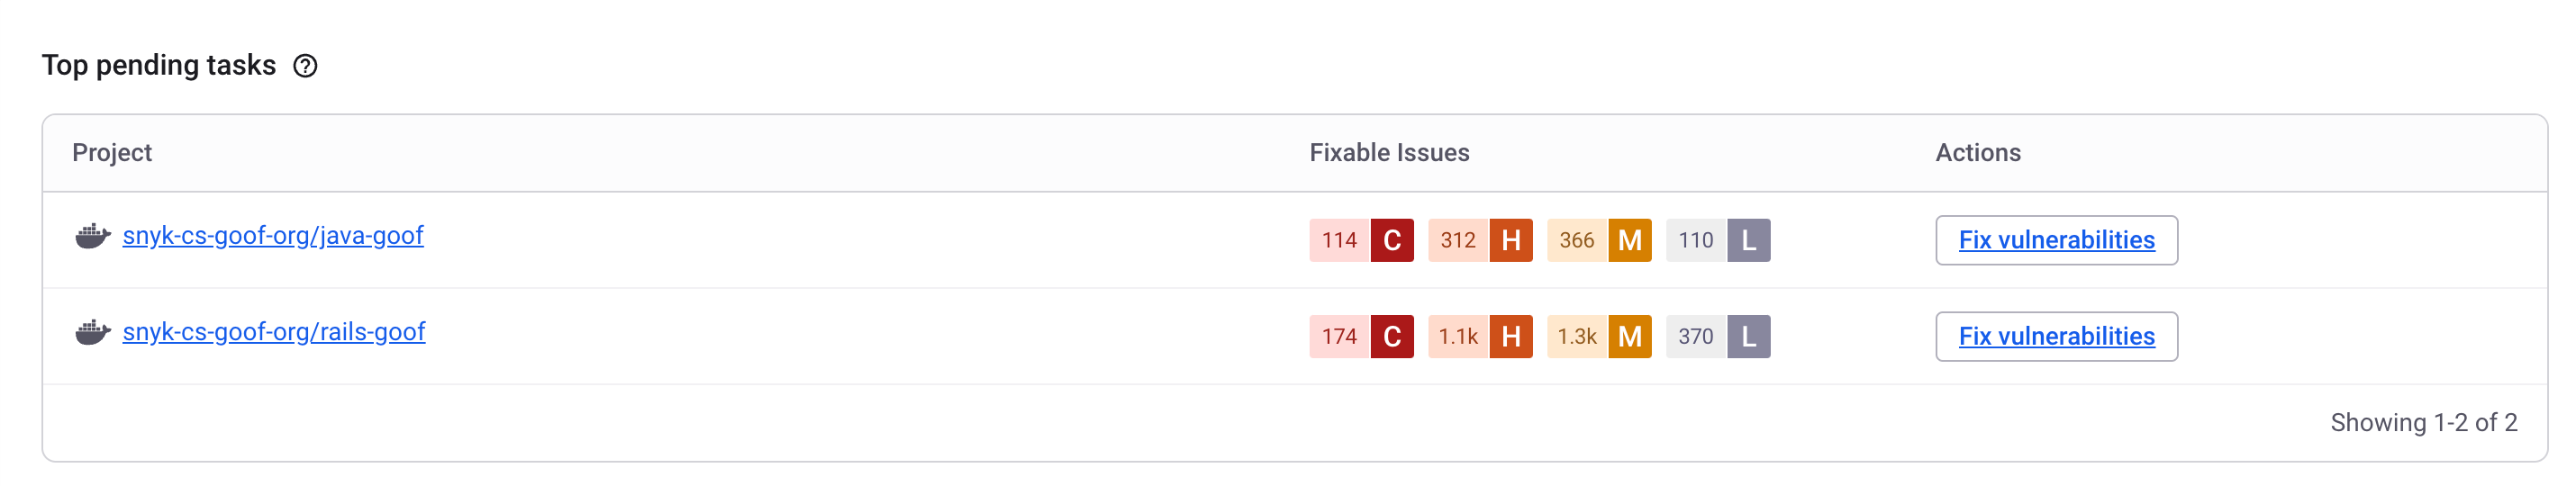 Top pending tasks ?
Project Fixable Issues Actions
snyk-cs-goof-org/java-goof 114 C 312 H 366 M 110 L Fix vulnerabilities
snyk-cs-goof-org/rails-goof 174 C 1.1k H 1.3k M 370 L Fix vulnerabilities
Showing 1-2 of 2